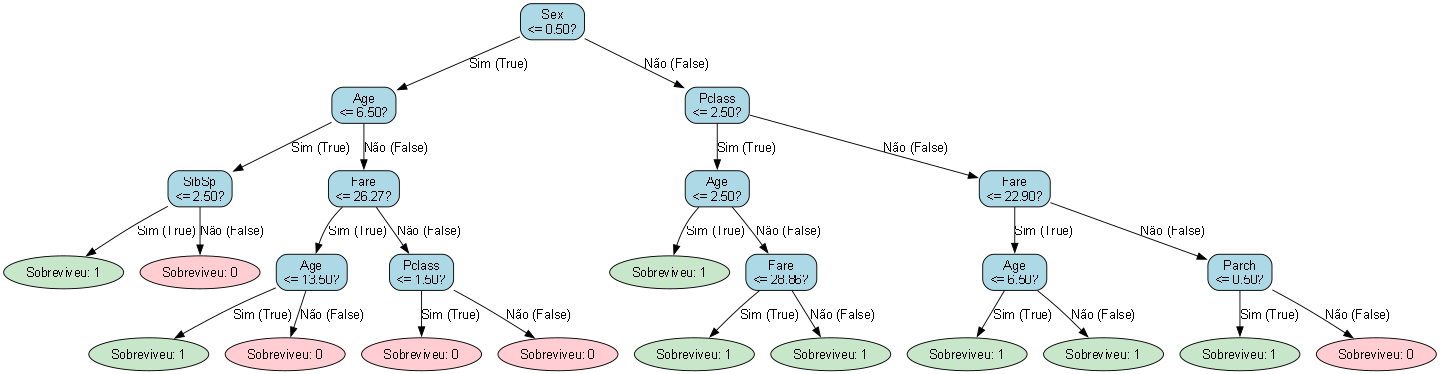 Sex
<= 0.50?
Sim (True)
Não (False)
Age
<= 6.50?
Pclass
<= 2.50?
Sim (True)
Não (False)
Sim (True)
Não (False)
SibSp
<= 2.50?
Fare
<= 26.27?
Age
<= 2.50?
Fare
<= 22.90?
Sim (True)
Não (False)
Sim (True)
Não (False)
Sim (True)
Não (False)
Sim (True)
Não (False)
Sobreviveu: 1
Sobreviveu: 0
Age
<= 13.50?
Pclass
<= 1.50?
Sobreviveu: 1
Fare
<= 28.86?
Age
<= 6.50?
Parch
<= 0.50?
Sim (True)
Não (False)
Sim (True)
Não (False)
Sim (True)
Não (False)
Sim (True)
Não (False)
Sim (True)
Não (False)
Sobreviveu: 1
Sobreviveu: 0
Sobreviveu: 0
Sobreviveu: 0
Sobreviveu: 1
Sobreviveu: 1
Sobreviveu: 1
Sobreviveu: 1
Sobreviveu: 1
Sobreviveu: 0